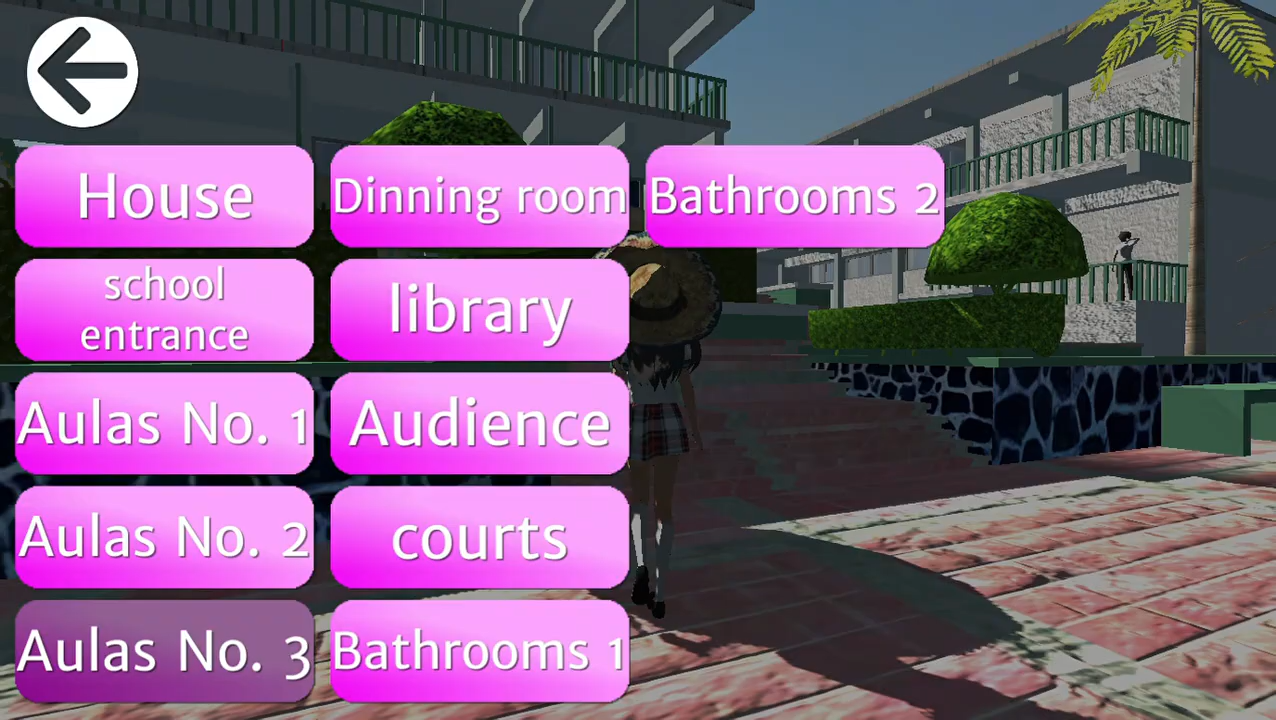 House
Dinning room
Bathrooms 2
school
entrance
library
Aulas No. 1
Audience
Aulas No. 2
courts
Aulas No. 3
Bathrooms 1